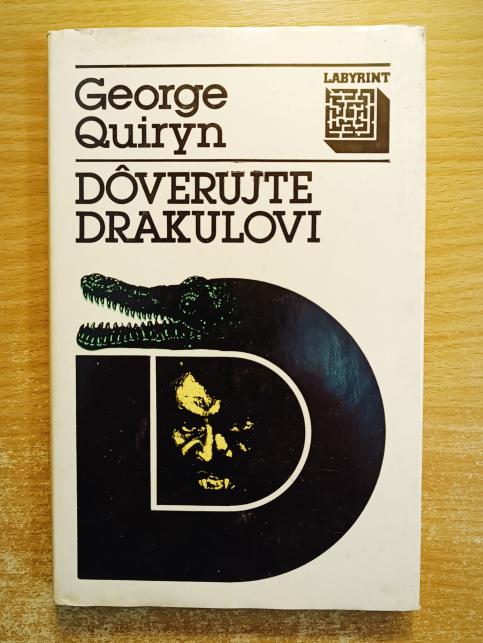 George
Quiryn
LABYRINT
DÔVERUJTE
DRAKULOVI
D